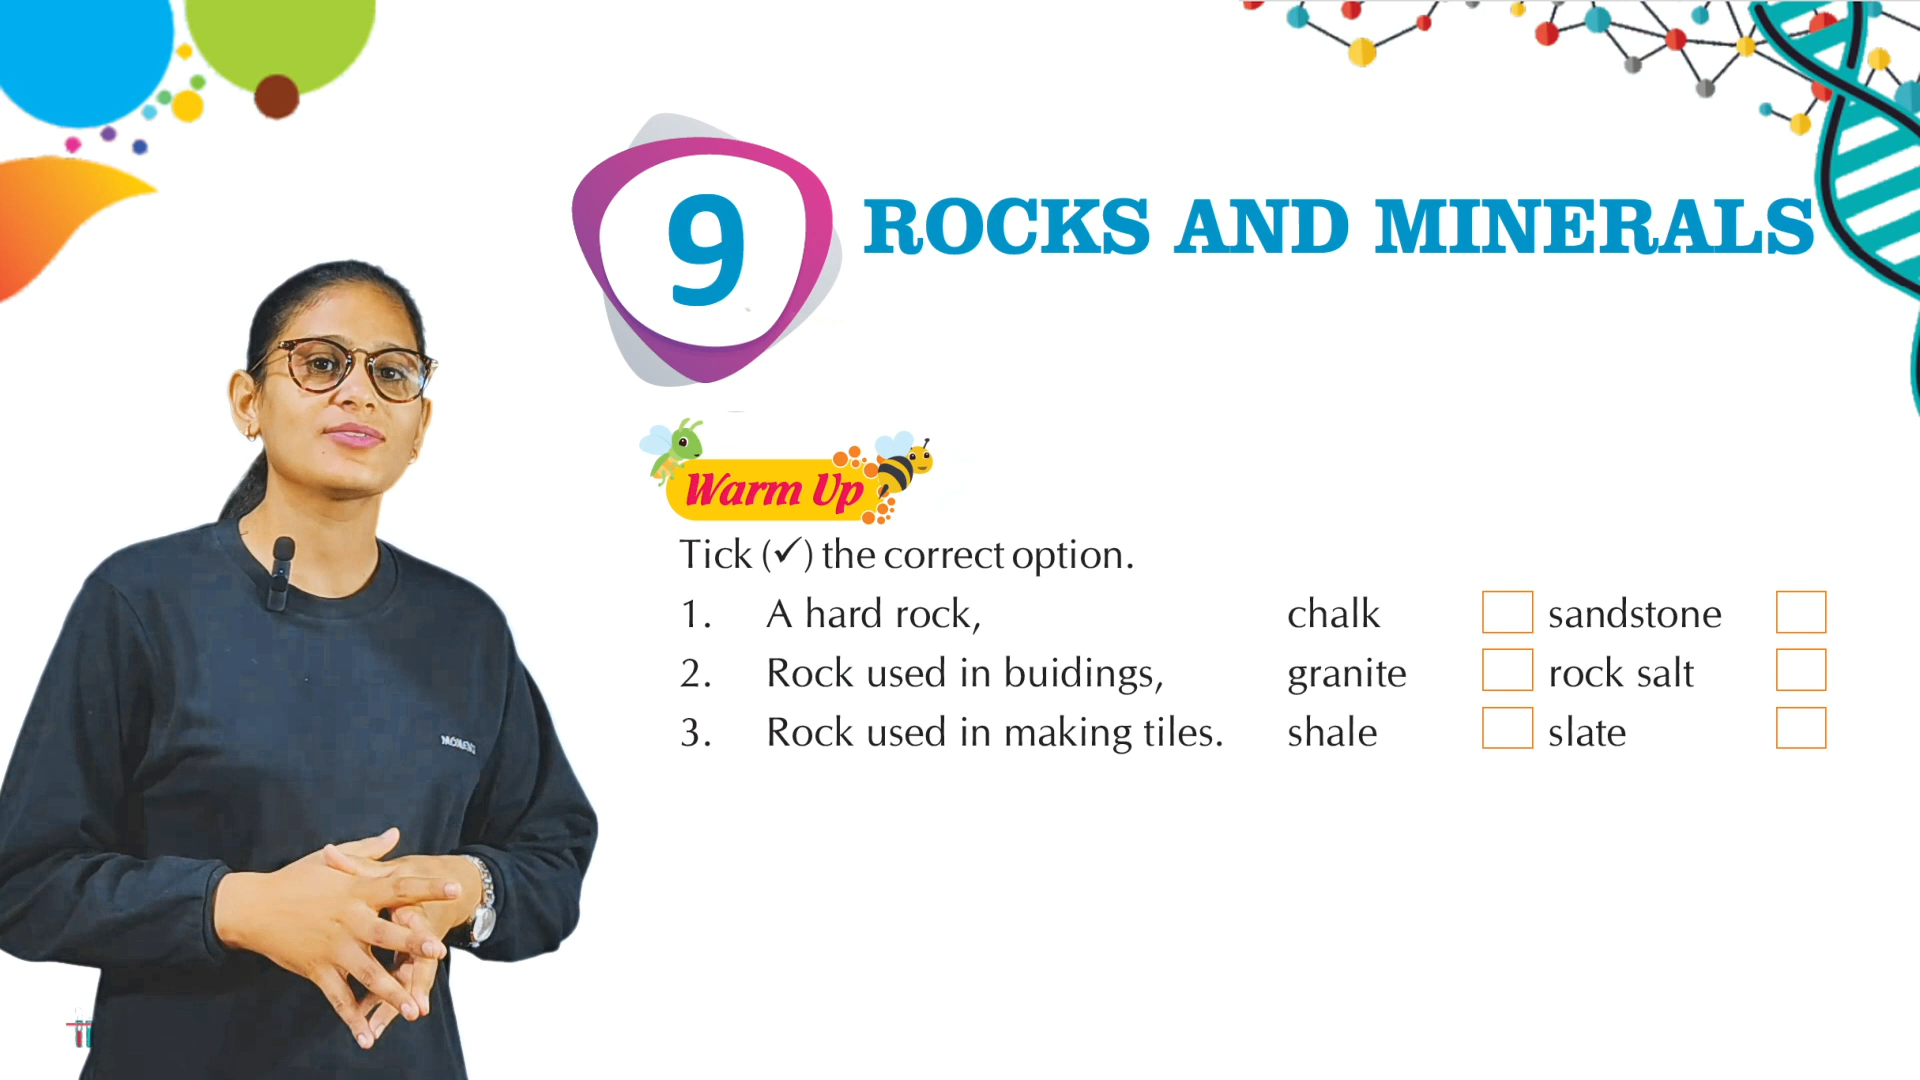 9 ROCKS AND MINERALS
Warm Up
Tick (✓) the correct option.
1. A hard rock, chalk sandstone
2. Rock used in buidings, granite rock salt
3. Rock used in making tiles. shale slate